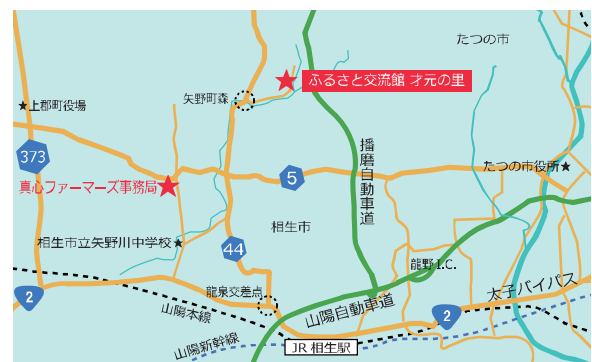 たつの市
ふるさと交流館 才元の里
矢野町森
★上郡町役場
373
播磨自動車道
たつの市役所★
5
真心ファーマーズ事務局
相生市
相生市立矢野川中学校★
44
龍野I.C.
龍泉交差点
太子バイパス
2
山陽本線
山陽自動車道
2
山陽新幹線
JR 相生駅